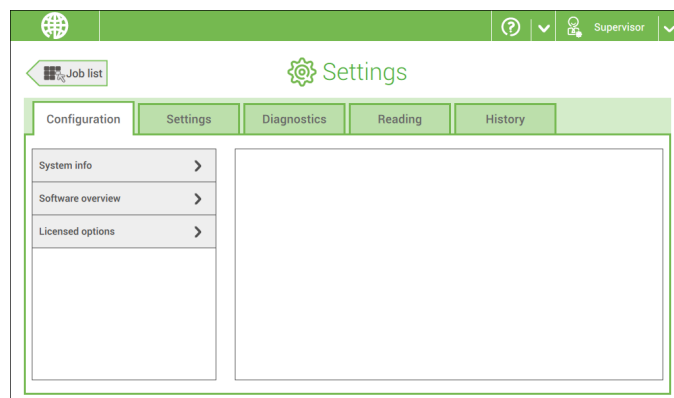 Supervisor
Job list
Settings
Configuration Settings Diagnostics Reading History
System info
Software overview
Licensed options